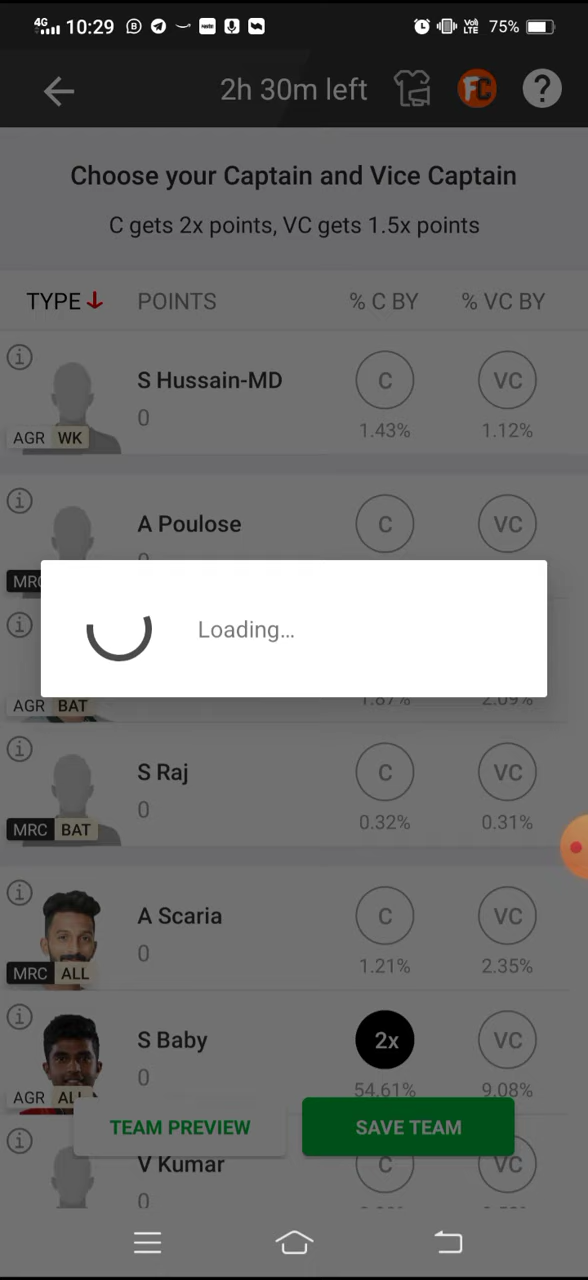 4G 10:29 75%
Vo) LTE
2h 30m left FC ?
Choose your Captain and Vice Captain
C gets 2x points, VC gets 1.5x points
TYPE POINTS % C BY % VC BY
S Hussain-MD C VC
0
AGR WK 1.43% 1.12%
A Poulose C VC
MRC
Loading...
AGR BAT 1.87% 2.09%
S Raj C VC
0
MRC BAT 0.32% 0.31%
A Scaria C VC
0
MRC ALL 1.21% 2.35%
S Baby 2x VC
0
AGR ALL 54.61% 9.08%
TEAM PREVIEW SAVE TEAM
V Kumar C VC
0